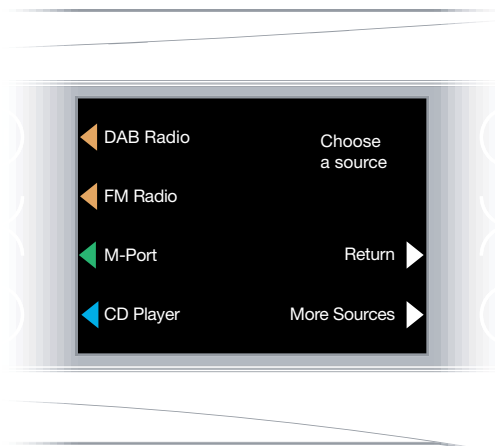 DAB Radio
Choose
a source
FM Radio
M-Port
Return
CD Player
More Sources